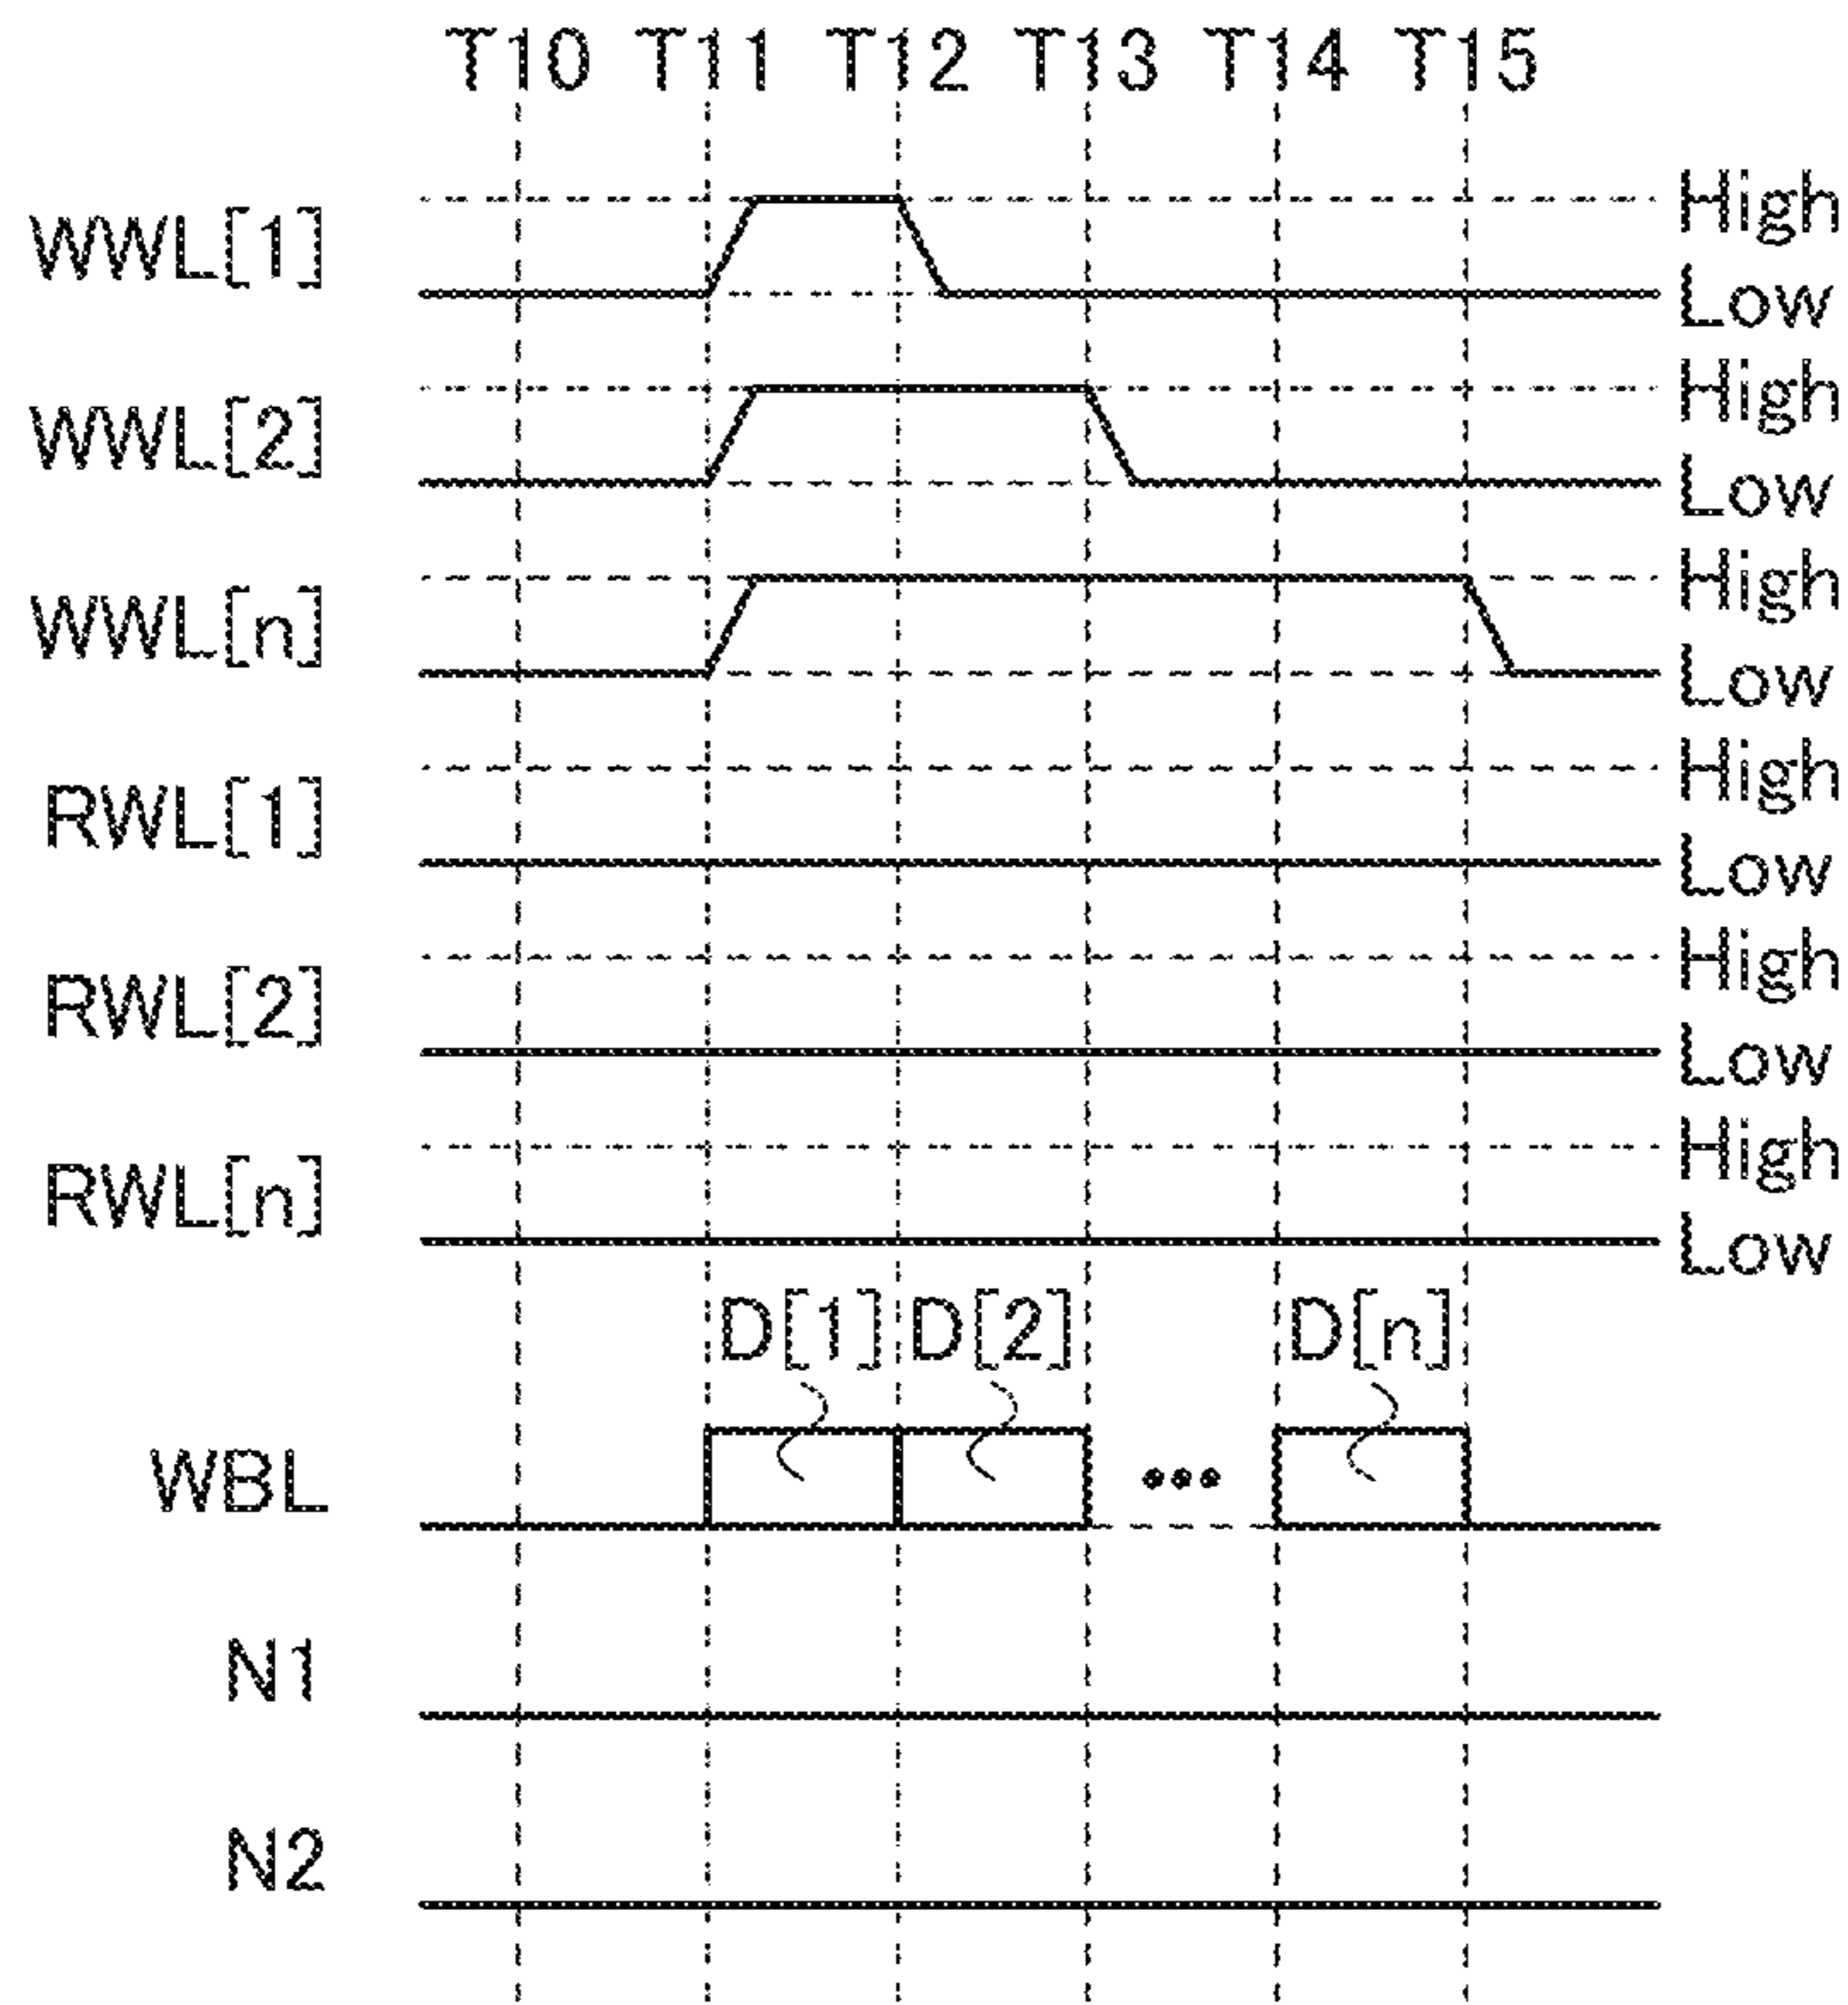 T10 T11 T12 T13 T14 T15
WWL[1] High
Low
WWL[2] High
Low
WWL[n] High
Low
RWL[1] High
Low
RWL[2] High
Low
RWL[n] High
Low
D[1] D[2] D[n]
WBL •••
N1
N2